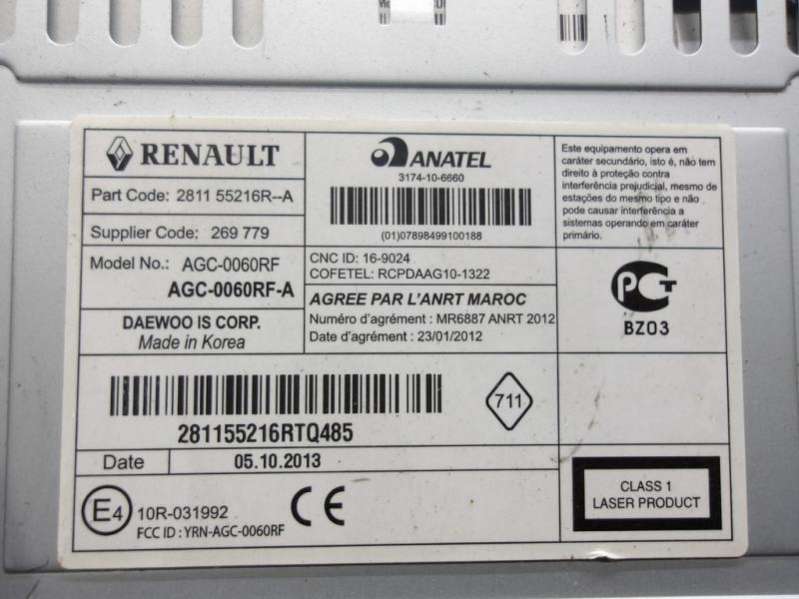 RENAULT
Part Code: 2811 55216R--A
Supplier Code: 269 779
Model No.: AGC-0060RF
AGC-0060RF-A
DAEWOO IS CORP.
Made in Korea
ANATEL
3174-10-6660
(01)07898499100188
CNC ID: 16-9024
COFETEL: RCPDAAG10-1322
AGREE PAR L'ANRT MAROC
Numéro d'agrément : MR6887 ANRT 2012
Date d'agrément : 23/01/2012
Este equipamento opera em
caráter secundário, isto é, não tem
direito à proteção contra
interferência prejudicial, mesmo de
estações do mesmo tipo e não
pode causar interferência a
sistemas operando em caráter
primário.
PCT
BZ03
281155216RTQ485
711
Date 05.10.2013
E4 10R-031992
FCC ID : YRN-AGC-0060RF
CE
CLASS 1
LASER PRODUCT